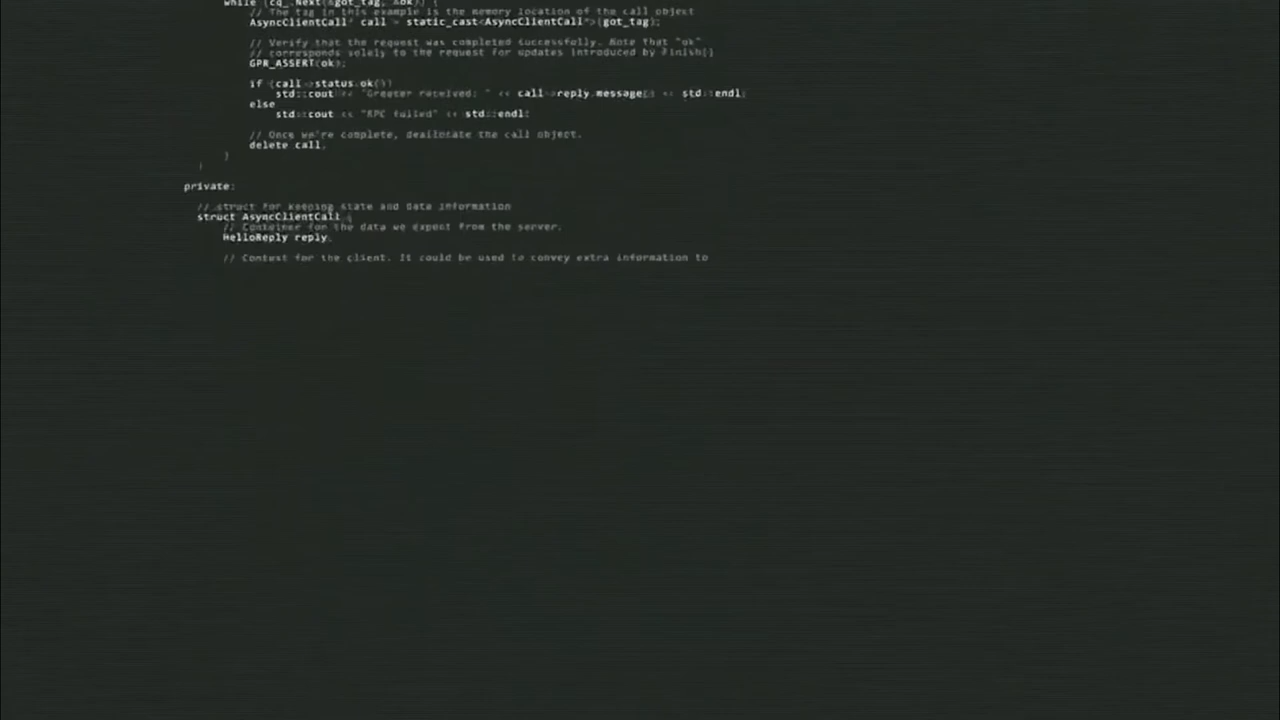 while (cq_.Next(&got_tag, &ok)) {
// The tag in this example is the memory location of the call object
AsyncClientCall* call = static_cast<AsyncClientCall*>(got_tag);
// Verify that the request was completed successfully. Note that "ok"
// corresponds solely to the request for updates introduced by Finish()
GPR_ASSERT(ok);
if (call->status.ok())
std::cout << "Greeter received: " << call->reply.message() << std::endl;
else
std::cout << "RPC failed" << std::endl;
// Once we're complete, deallocate the call object.
delete call;
}
}
private:
// struct for keeping state and data information
struct AsyncClientCall {
// Container for the data we expect from the server.
HelloReply reply;
// Context for the client. It could be used to convey extra information to